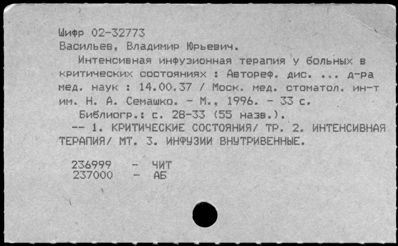 Шифр 02-32773
Васильев, Владимир Юрьевич.
Интенсивная инфузионная терапия у больных в
критических состояниях : Автореф. дис. ... д-ра
мед. наук : 14.00.37 / Моск. мед. стоматол. ин-т
им. Н. А. Семашко. - М., 1996. - 33 с.
Библиогр.: с. 28-33 (55 назв.).
-- 1. КРИТИЧЕСКИЕ СОСТОЯНИЯ/ ТР. 2. ИНТЕНСИВНАЯ
ТЕРАПИЯ/ МТ. 3. ИНФУЗИИ ВНУТРИВЕННЫЕ.
236999 - ЧИТ
237000 - АБ